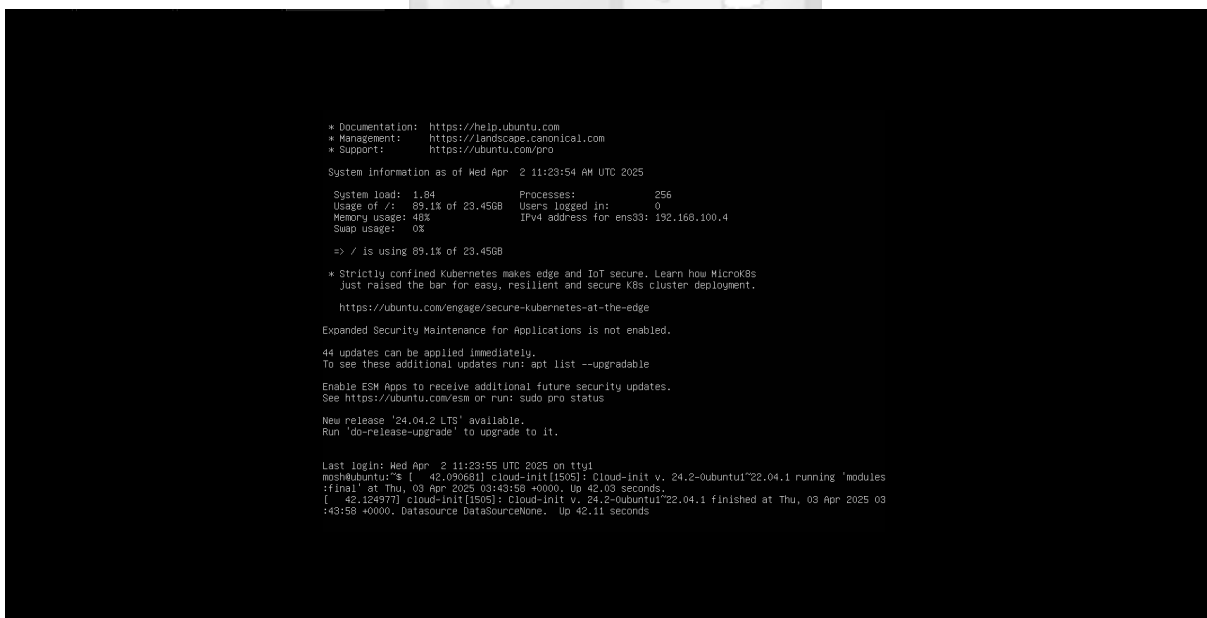 * Documentation:  https://help.ubuntu.com
* Management:     https://landscape.canonical.com
* Support:        https://ubuntu.com/pro
System information as of Wed Apr  2 11:23:54 AM UTC 2025
System load:  1.84                Processes:              256
Usage of /:   89.1% of 23.45GB   Users logged in:        0
Memory usage: 48%                IPv4 address for ens33: 192.168.100.4
Swap usage:   0%
=> / is using 89.1% of 23.45GB
* Strictly confined Kubernetes makes edge and IoT secure. Learn how MicroK8s
just raised the bar for easy, resilient and secure K8s cluster deployment.
https://ubuntu.com/engage/secure-kubernetes-at-the-edge
Expanded Security Maintenance for Applications is not enabled.
44 updates can be applied immediately.
To see these additional updates run: apt list --upgradable
Enable ESM Apps to receive additional future security updates.
See https://ubuntu.com/esm or run: sudo pro status
New release '24.04.2 LTS' available.
Run 'do-release-upgrade' to upgrade to it.
Last login: Wed Apr  2 11:23:55 UTC 2025 on tty1
mosh@ubuntu:~$ [   42.090681] cloud-init[1505]: Cloud-init v. 24.2-0ubuntu1~22.04.1 running 'modules
:final' at Thu, 03 Apr 2025 03:43:58 +0000. Up 42.03 seconds.
[   42.124977] cloud-init[1505]: Cloud-init v. 24.2-0ubuntu1~22.04.1 finished at Thu, 03 Apr 2025 03
:43:58 +0000. Datasource DataSourceNone.  Up 42.11 seconds